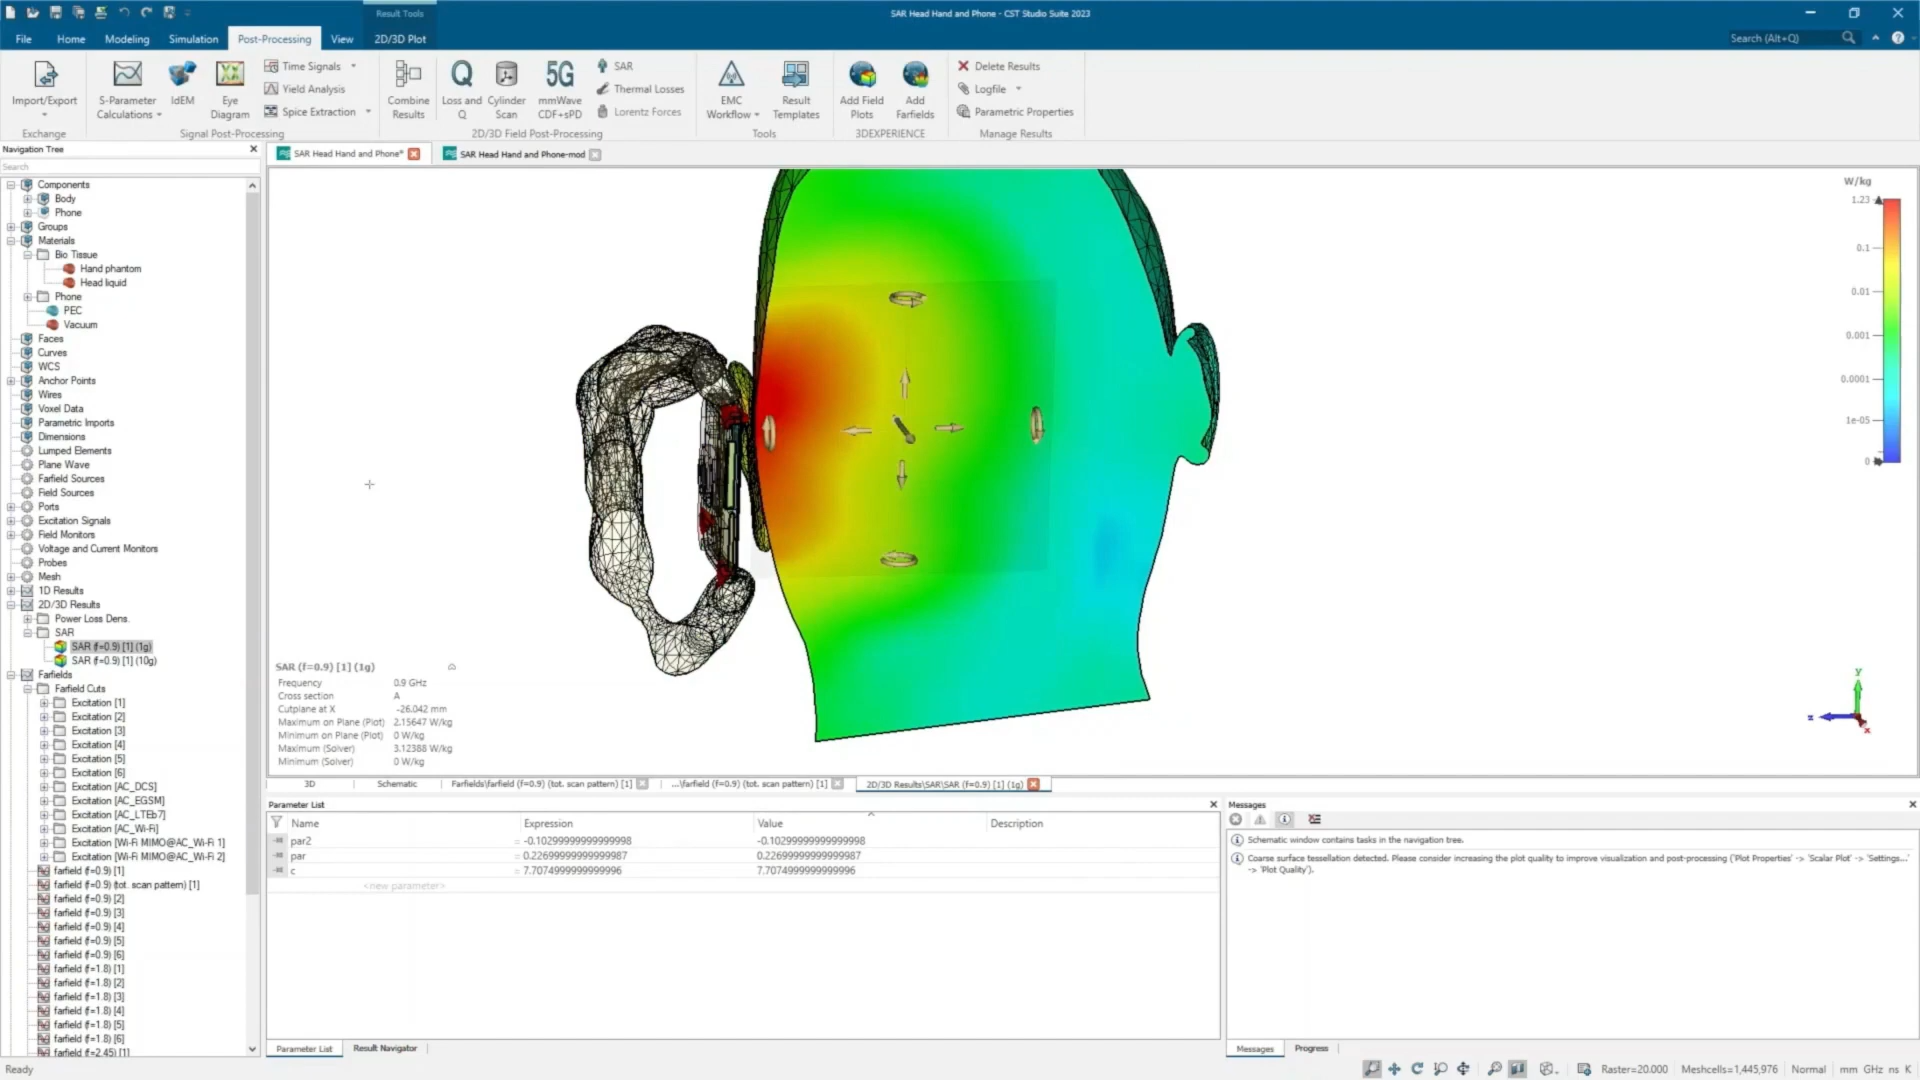 Result Tools
SAR Head Hand and Phone - CST Studio Suite 2023
File Home Modeling Simulation Post-Processing View 2D/3D Plot
Search (Alt+Q)
Import/Export
Exchange
S-Parameter Calculations
IdEM
Eye Diagram
Time Signals
Yield Analysis
Spice Extraction
Signal Post-Processing
Combine Results
Loss and Q
Cylinder Scan
5G
mmWave CDF+sPD
SAR
Thermal Losses
Lorentz Forces
2D/3D Field Post-Processing
EMC Workflow
Result Templates
Tools
Add Field Plots
Add Farfields
3DEXPERIENCE
Delete Results
Logfile
Parametric Properties
Manage Results
Navigation Tree
Search
Components
Body
Phone
Groups
Materials
Bio Tissue
Hand phantom
Head liquid
Phone
PEC
Vacuum
Faces
Curves
WCS
Anchor Points
Wires
Voxel Data
Parametric Imports
Dimensions
Lumped Elements
Plane Wave
Farfield Sources
Field Sources
Ports
Excitation Signals
Field Monitors
Voltage and Current Monitors
Probes
Mesh
1D Results
2D/3D Results
Power Loss Dens.
SAR
SAR (f=0.9) [1] (1g)
SAR (f=0.9) [1] (10g)
Farfields
Farfield Cuts
Excitation [1]
Excitation [2]
Excitation [3]
Excitation [4]
Excitation [5]
Excitation [6]
Excitation [AC_DCS]
Excitation [AC_EGSM]
Excitation [AC_LTEb7]
Excitation [AC_Wi-Fi]
Excitation [Wi-Fi MIMO@AC_Wi-Fi 1]
Excitation [Wi-Fi MIMO@AC_Wi-Fi 2]
farfield (f=0.9) [1]
farfield (f=0.9) (tot. scan pattern) [1]
farfield (f=0.9) [2]
farfield (f=0.9) [3]
farfield (f=0.9) [4]
farfield (f=0.9) [5]
farfield (f=0.9) [6]
farfield (f=1.8) [1]
farfield (f=1.8) [2]
farfield (f=1.8) [3]
farfield (f=1.8) [4]
farfield (f=1.8) [5]
farfield (f=1.8) [6]
farfield (f=2.45) [1]
SAR Head Hand and Phone*
SAR Head Hand and Phone-mod
W/kg
1.23
0.1
0.01
0.001
0.0001
1e-05
0
SAR (f=0.9) [1] (1g)
Frequency 0.9 GHz
Cross section A
Cutplane at X -26.042 mm
Maximum on Plane (Plot) 2.15647 W/kg
Minimum on Plane (Plot) 0 W/kg
Maximum (Solver) 3.12388 W/kg
Minimum (Solver) 0 W/kg
y
z
x
3D
Schematic
Farfields\farfield (f=0.9) (tot. scan pattern) [1]
...\farfield (f=0.9) (tot. scan pattern) [1]
2D/3D Results\SAR\SAR (f=0.9) [1] (1g)
Parameter List
Name Expression Value Description
par2 = -0.10299999999999998 -0.10299999999999998
par = 0.22699999999999987 0.22699999999999987
c = 7.7074999999999996 7.7074999999999996
<new parameter>
Parameter List Result Navigator
Messages
Schematic window contains tasks in the navigation tree.
Coarse surface tessellation detected. Please consider increasing the plot quality to improve visualization and post-processing ('Plot Properties' -> 'Scalar Plot' -> 'Settings...'
-> 'Plot Quality').
Messages Progress
Ready
Raster=20.000 Meshcells=1,445,976 Normal mm GHz ns K